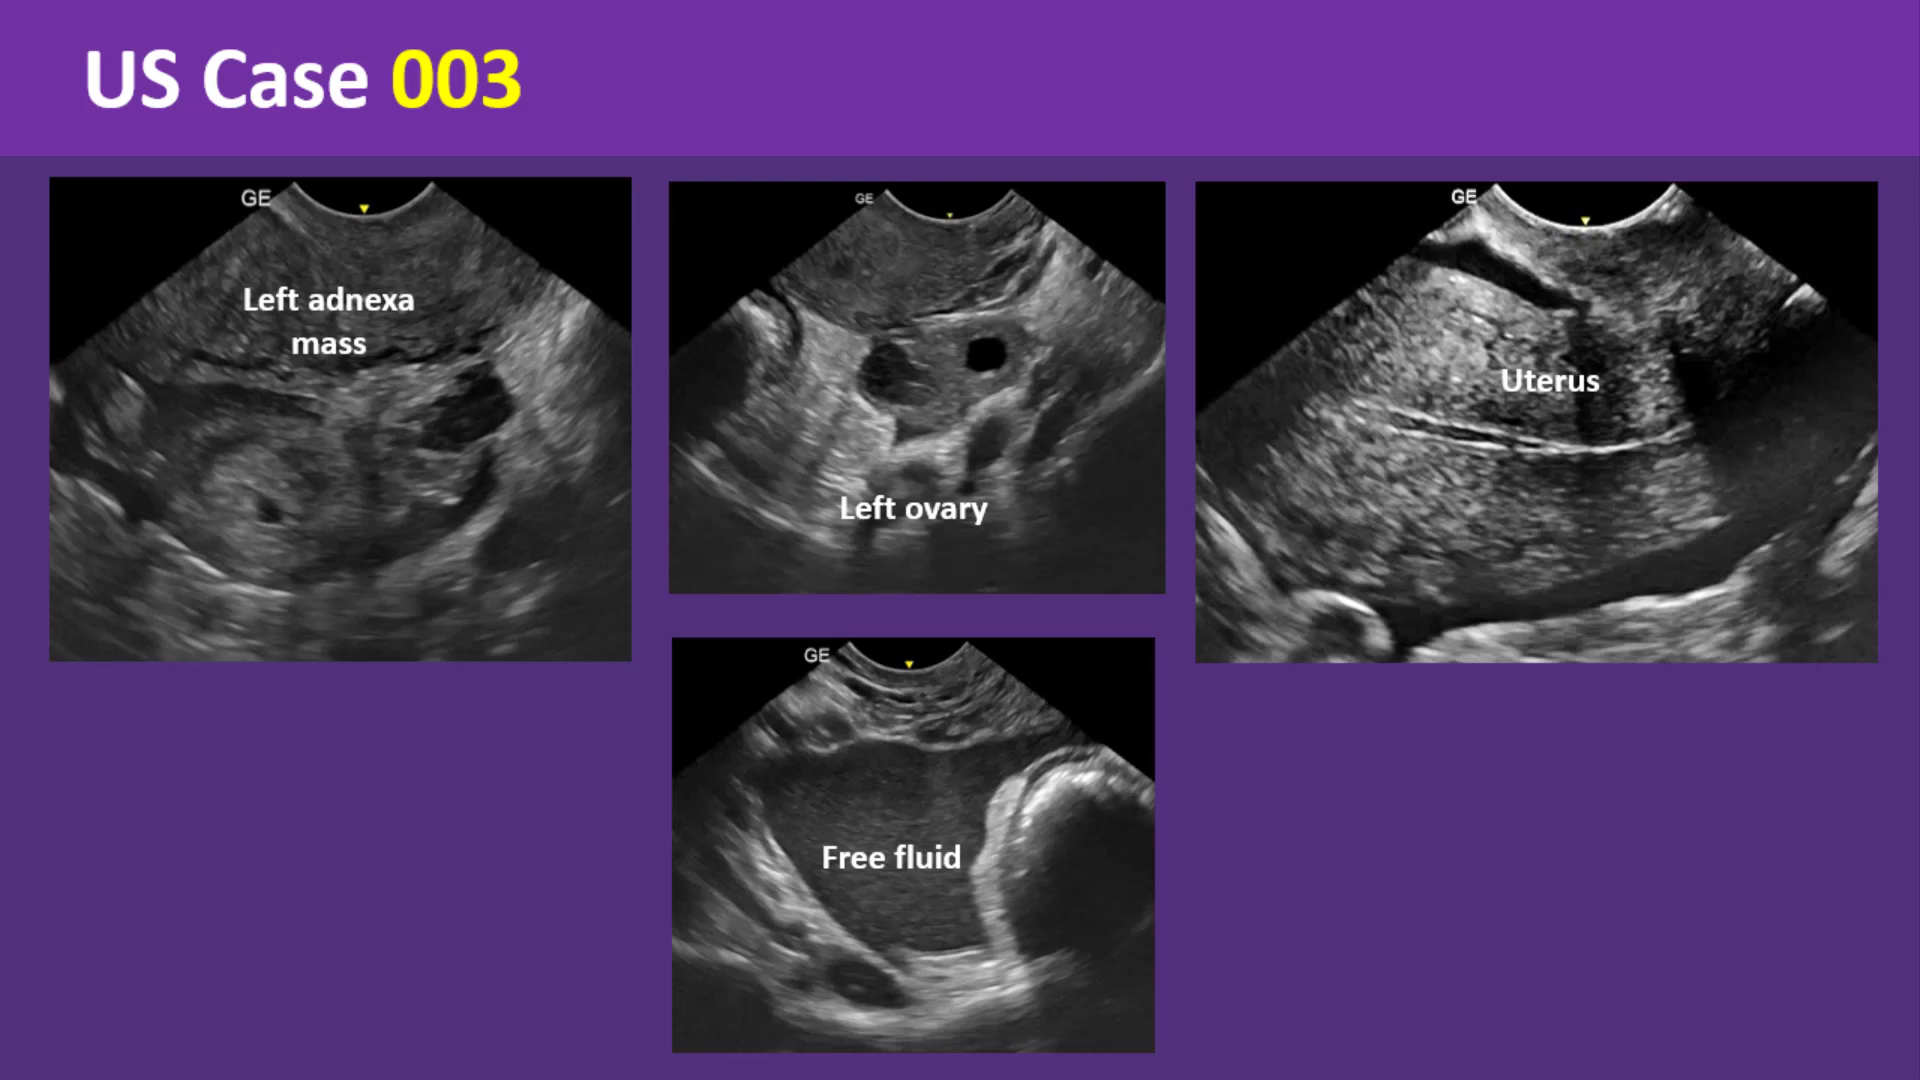 US Case 003
GE
Left adnexa
mass
GE
Left ovary
GE
Uterus
GE
Free fluid